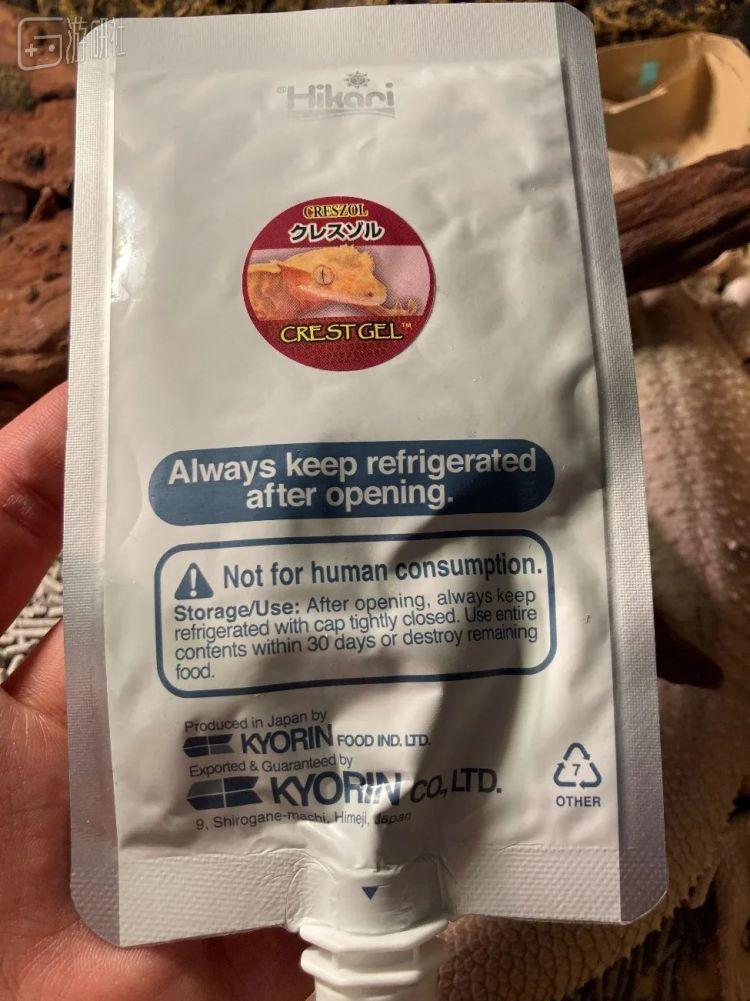 游研社
®Hikari
CRESZOL
クレスゾル
CREST GEL™
Always keep refrigerated
after opening.
Not for human consumption.
Storage/Use: After opening, always keep
refrigerated with cap tightly closed. Use entire
contents within 30 days or destroy remaining
food.
Produced in Japan by
KYORIN FOOD IND. LTD.
Exported & Guaranteed by
KYORIN CO., LTD.
9, Shirogane-machi, Himeji, Japan
7
OTHER